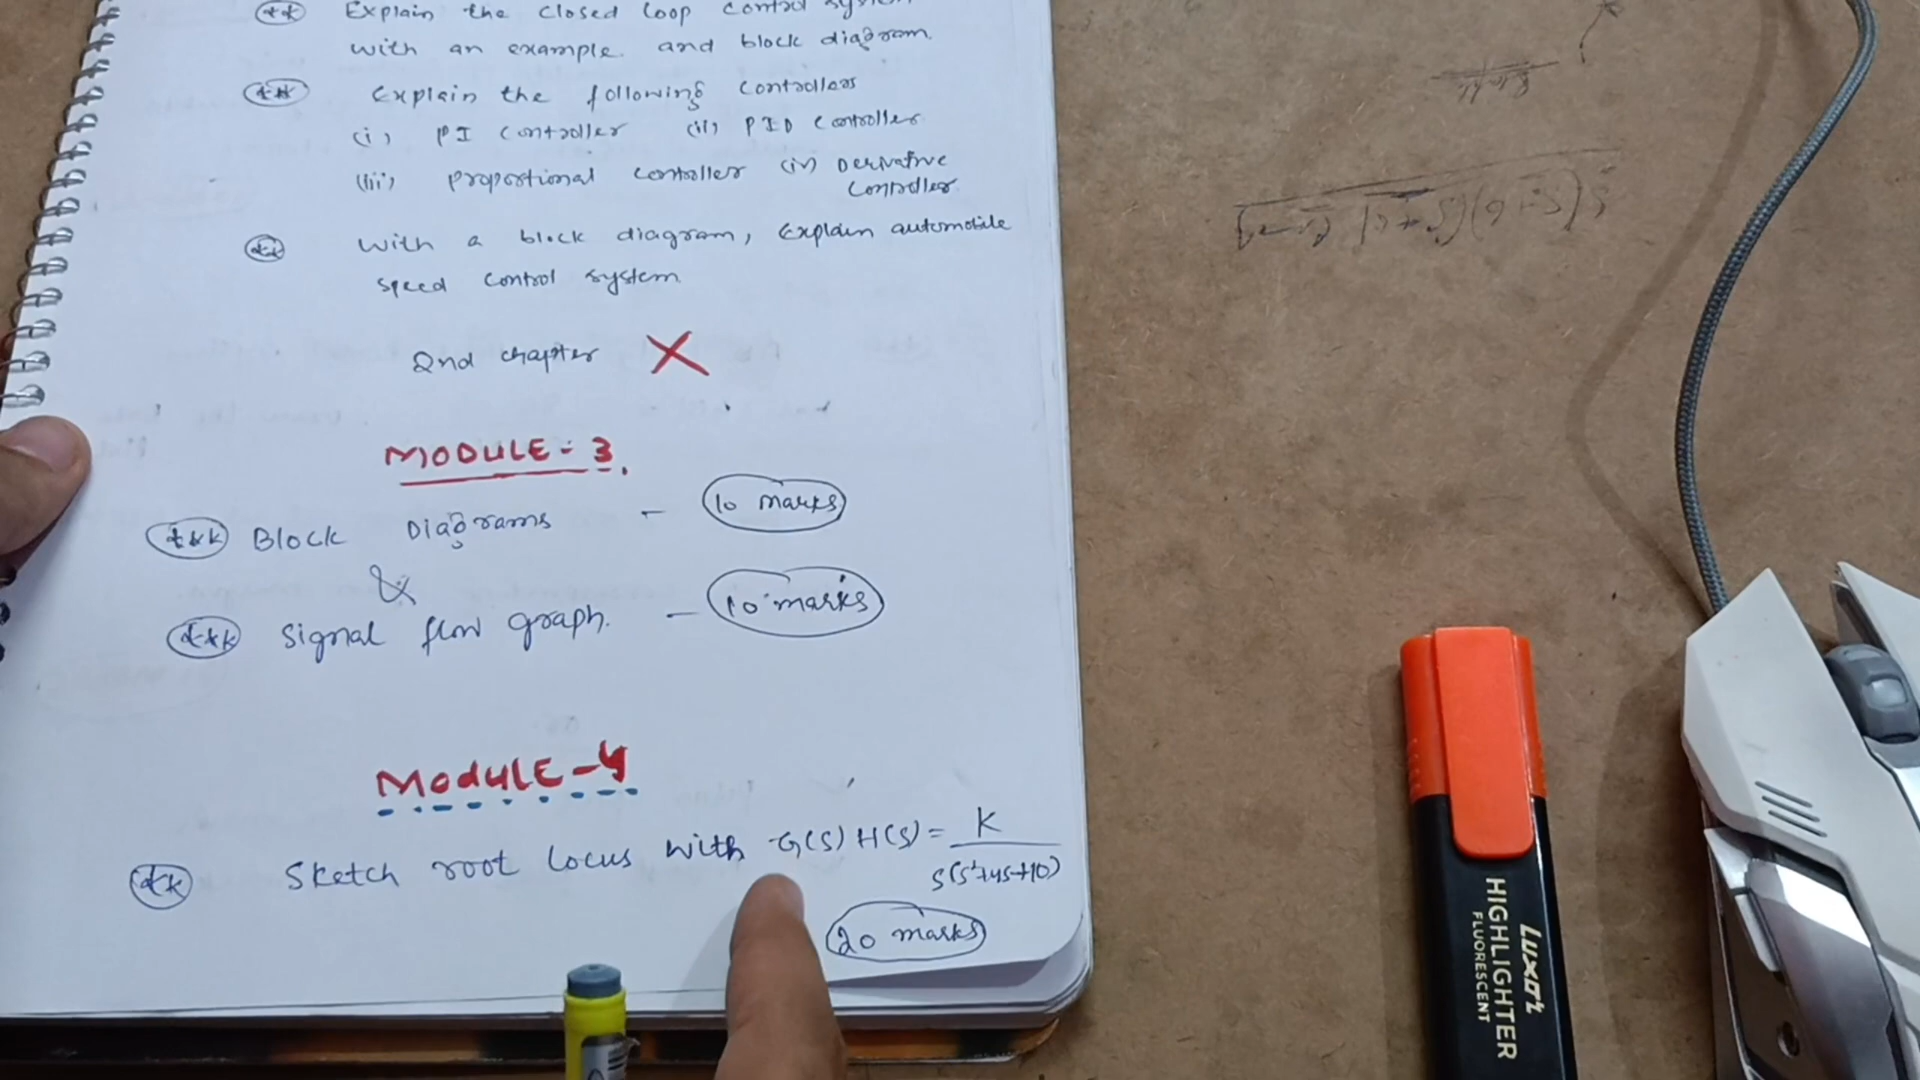 ** Explain the closed loop control system
with an example. and block diagram.
** Explain the following controllers
(i) PI controller (ii) PID controller
(iii) proportional controller (iv) Derivative
controller.
** With a block diagram, Explain automobile
speed control system
2nd chapter X
MODULE-3.
*** Block Diagrams - 10 marks
&
*** Signal flow graph. - 10 marks
Module-4
** Sketch root locus with G(s) H(s) = K
s(s²+4s+10)
20 marks
Luxor
HIGHLIGHTER
FLUORESCENT